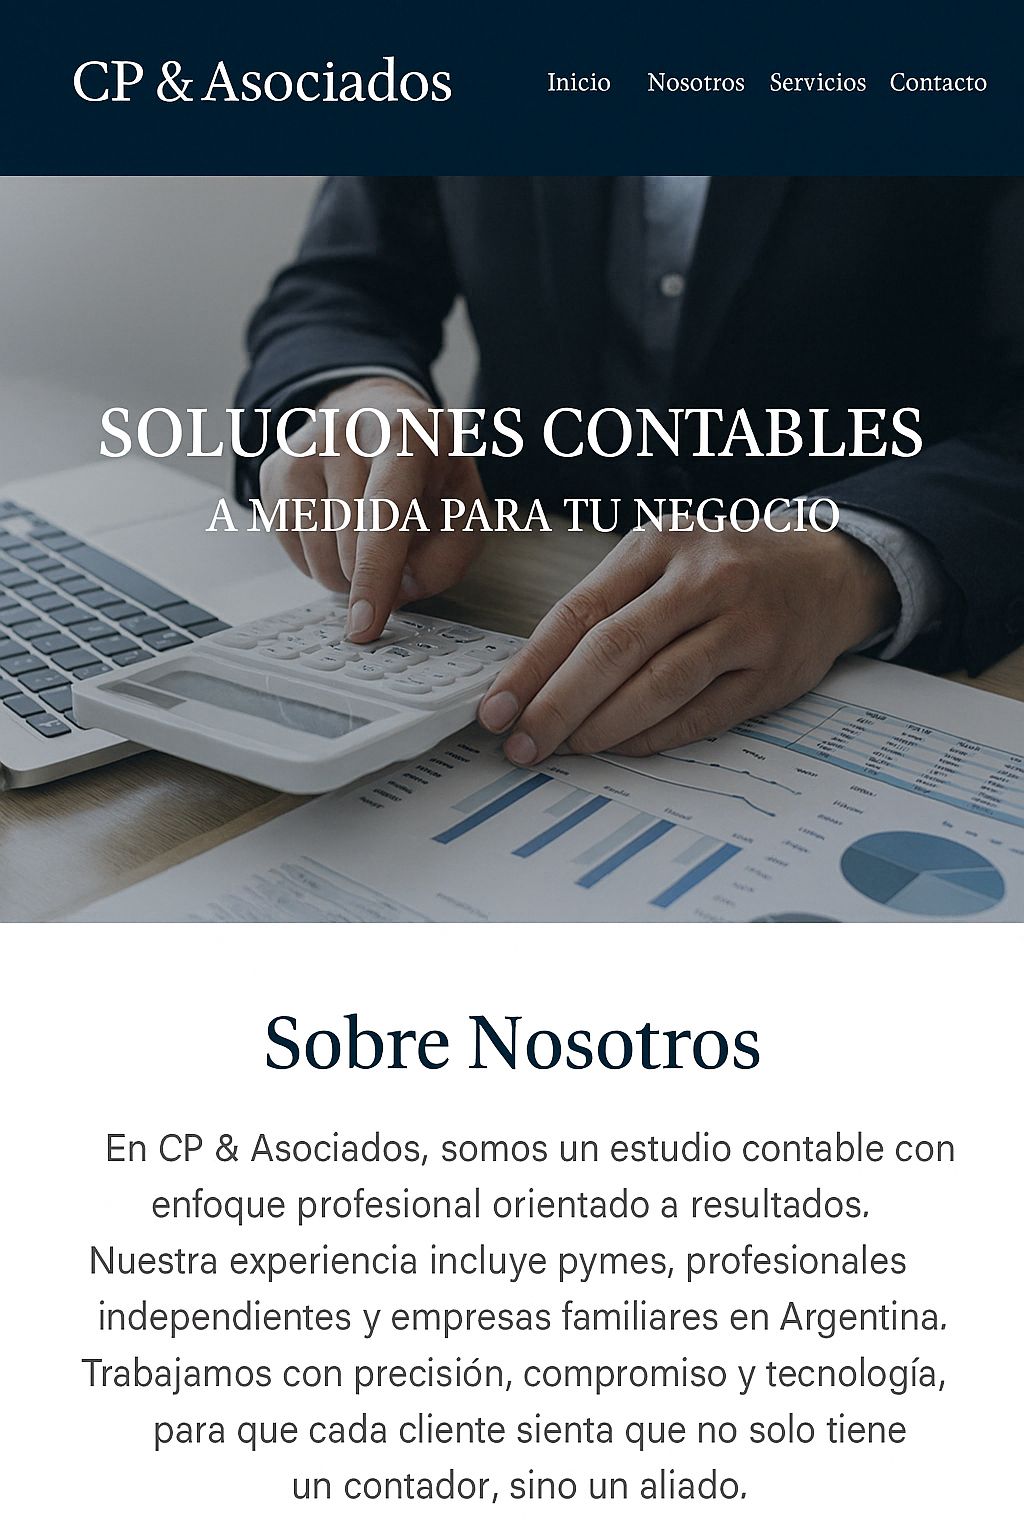 CP & Asociados
Inicio Nosotros Servicios Contacto
SOLUCIONES CONTABLES
A MEDIDA PARA TU NEGOCIO
Sobre Nosotros
En CP & Asociados, somos un estudio contable con
enfoque profesional orientado a resultados.
Nuestra experiencia incluye pymes, profesionales
independientes y empresas familiares en Argentina.
Trabajamos con precisión, compromiso y tecnología,
para que cada cliente sienta que no solo tiene
un contador, sino un aliado.